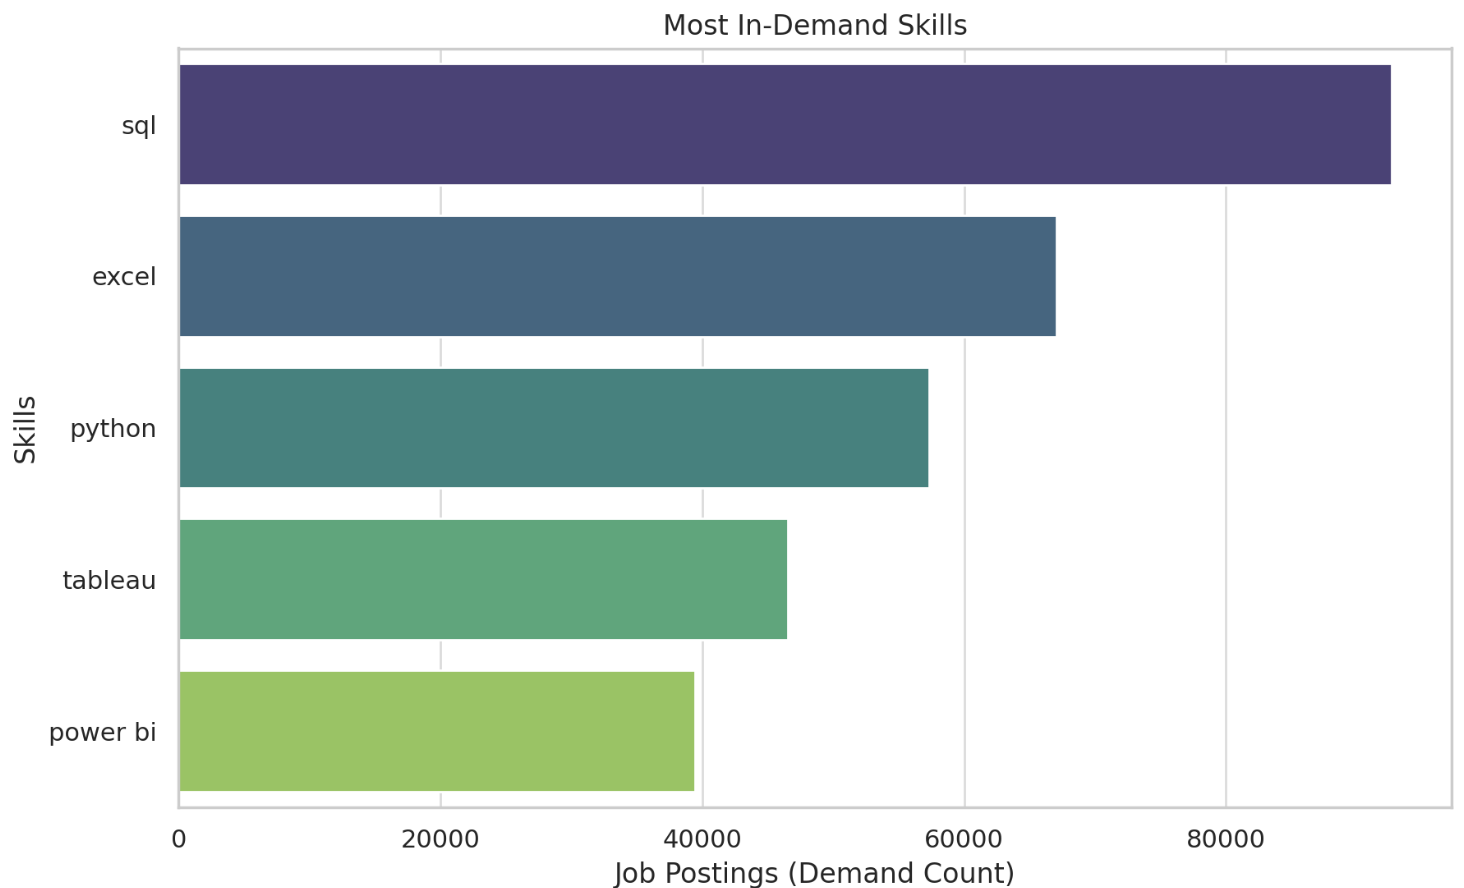 Most In-Demand Skills
sql
excel
python
tableau
power bi
Skills
0 20000 40000 60000 80000
Job Postings (Demand Count)